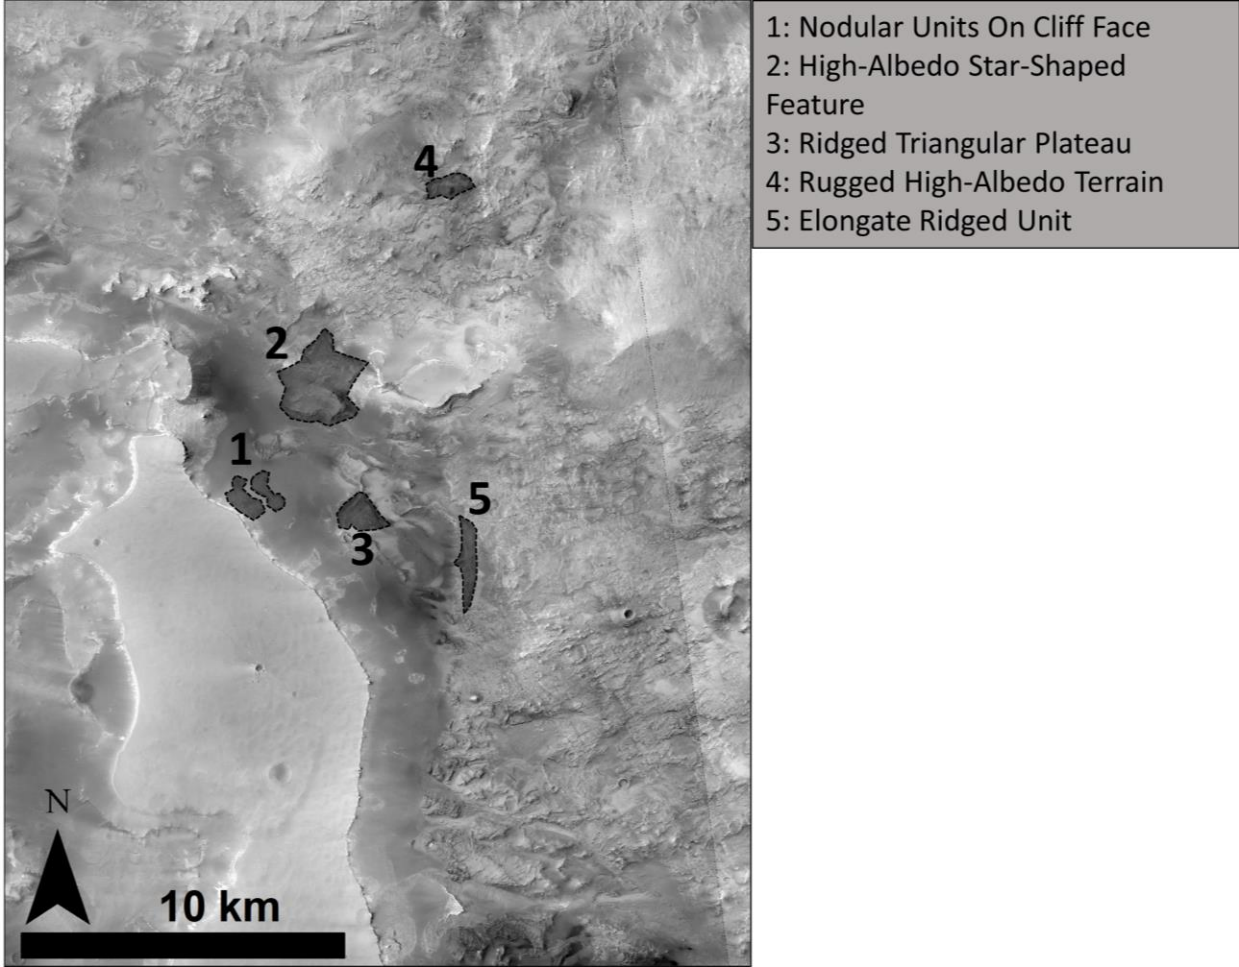 1: Nodular Units On Cliff Face
2: High-Albedo Star-Shaped
Feature
3: Ridged Triangular Plateau
4: Rugged High-Albedo Terrain
5: Elongate Ridged Unit
4
2
1
5
3
N
10 km